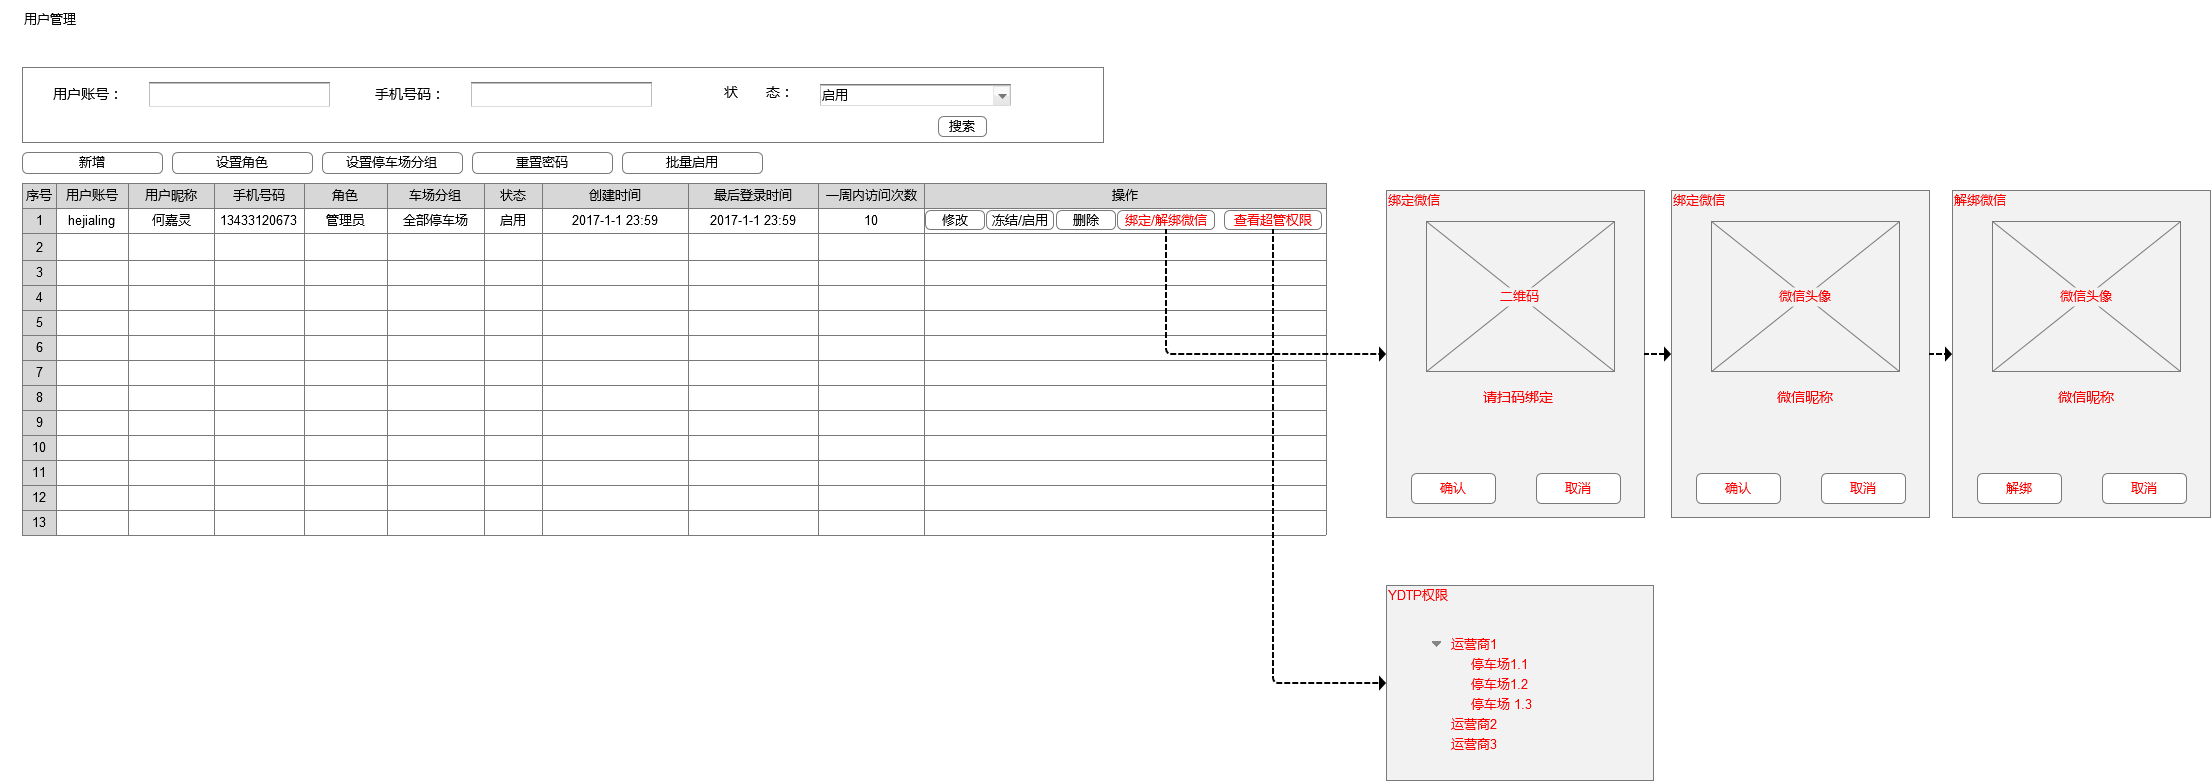 用户管理
用户账号： 手机号码： 状 态： 启用
搜索
新增 设置角色 设置停车场分组 重置密码 批量启用
序号 用户账号 用户昵称 手机号码 角色 车场分组 状态 创建时间 最后登录时间 一周内访问次数 操作
1 hejialing 何嘉灵 13433120673 管理员 全部停车场 启用 2017-1-1 23:59 2017-1-1 23:59 10 修改 冻结/启用 删除 绑定/解绑微信 查看超管权限
2
3
4
5
6
7
8
9
10
11
12
13
绑定微信
二维码
请扫码绑定
确认 取消
绑定微信
微信头像
微信昵称
确认 取消
解绑微信
微信头像
微信昵称
解绑 取消
YDTP权限
运营商1
停车场1.1
停车场1.2
停车场 1.3
运营商2
运营商3